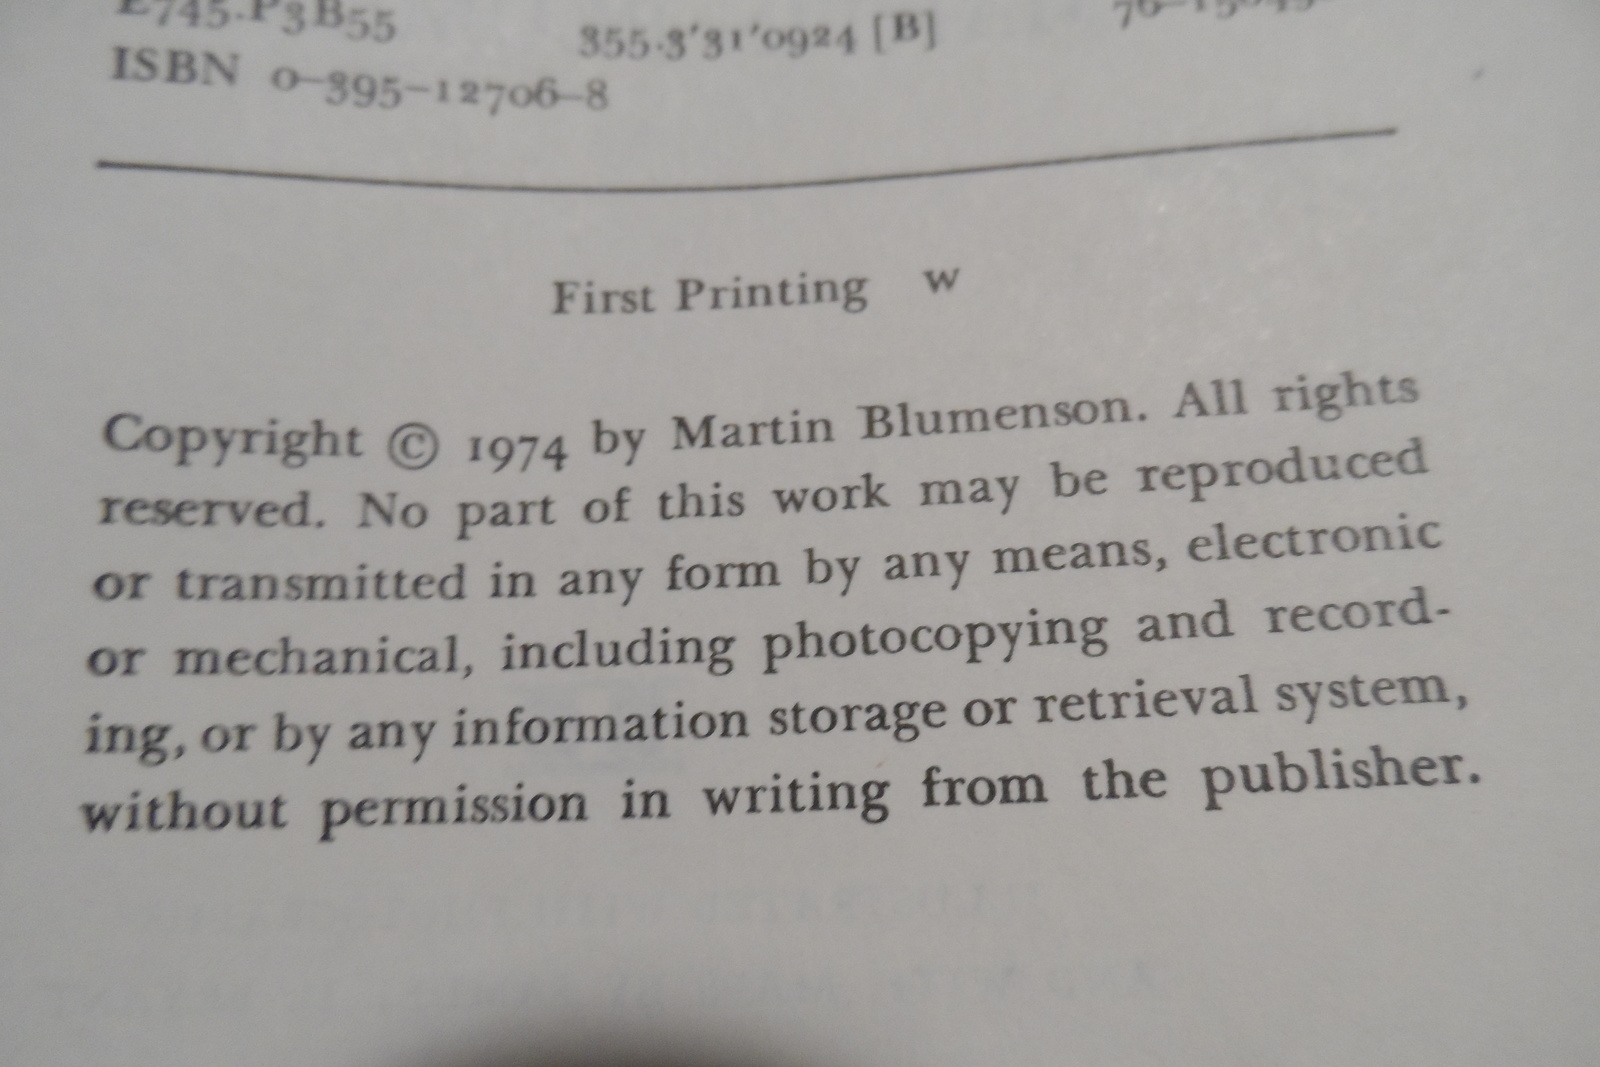 E745.P3B55 355.3'31'0924 [B]
ISBN 0-395-12706-8
First Printing w
Copyright © 1974 by Martin Blumenson. All rights
reserved. No part of this work may be reproduced
or transmitted in any form by any means, electronic
or mechanical, including photocopying and record-
ing, or by any information storage or retrieval system,
without permission in writing from the publisher.